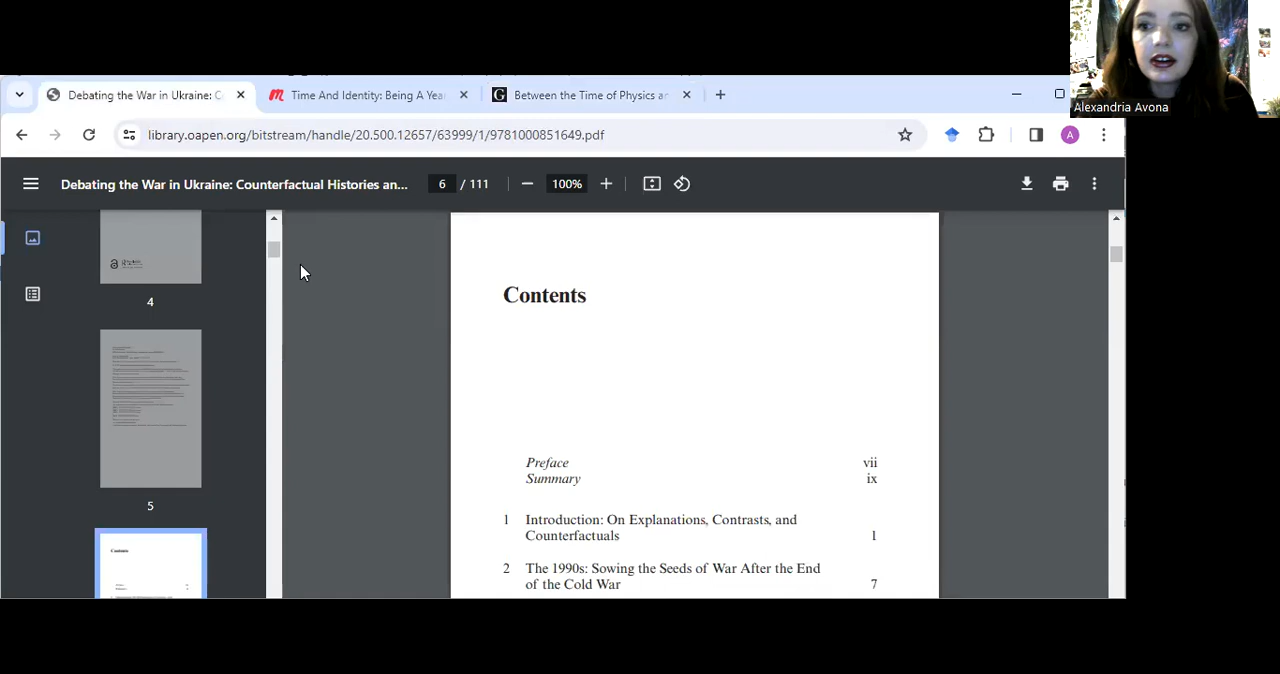 Debating the War in Ukraine: C
Time And Identity: Being A Yea
Between the Time of Physics an
Alexandria Avona
library.oapen.org/bitstream/handle/20.500.12657/63999/1/9781000851649.pdf
A
Debating the War in Ukraine: Counterfactual Histories an...
6 / 111
100%
4
5
Contents
Preface vii
Summary ix
1 Introduction: On Explanations, Contrasts, and
Counterfactuals 1
2 The 1990s: Sowing the Seeds of War After the End
of the Cold War 7
Contents